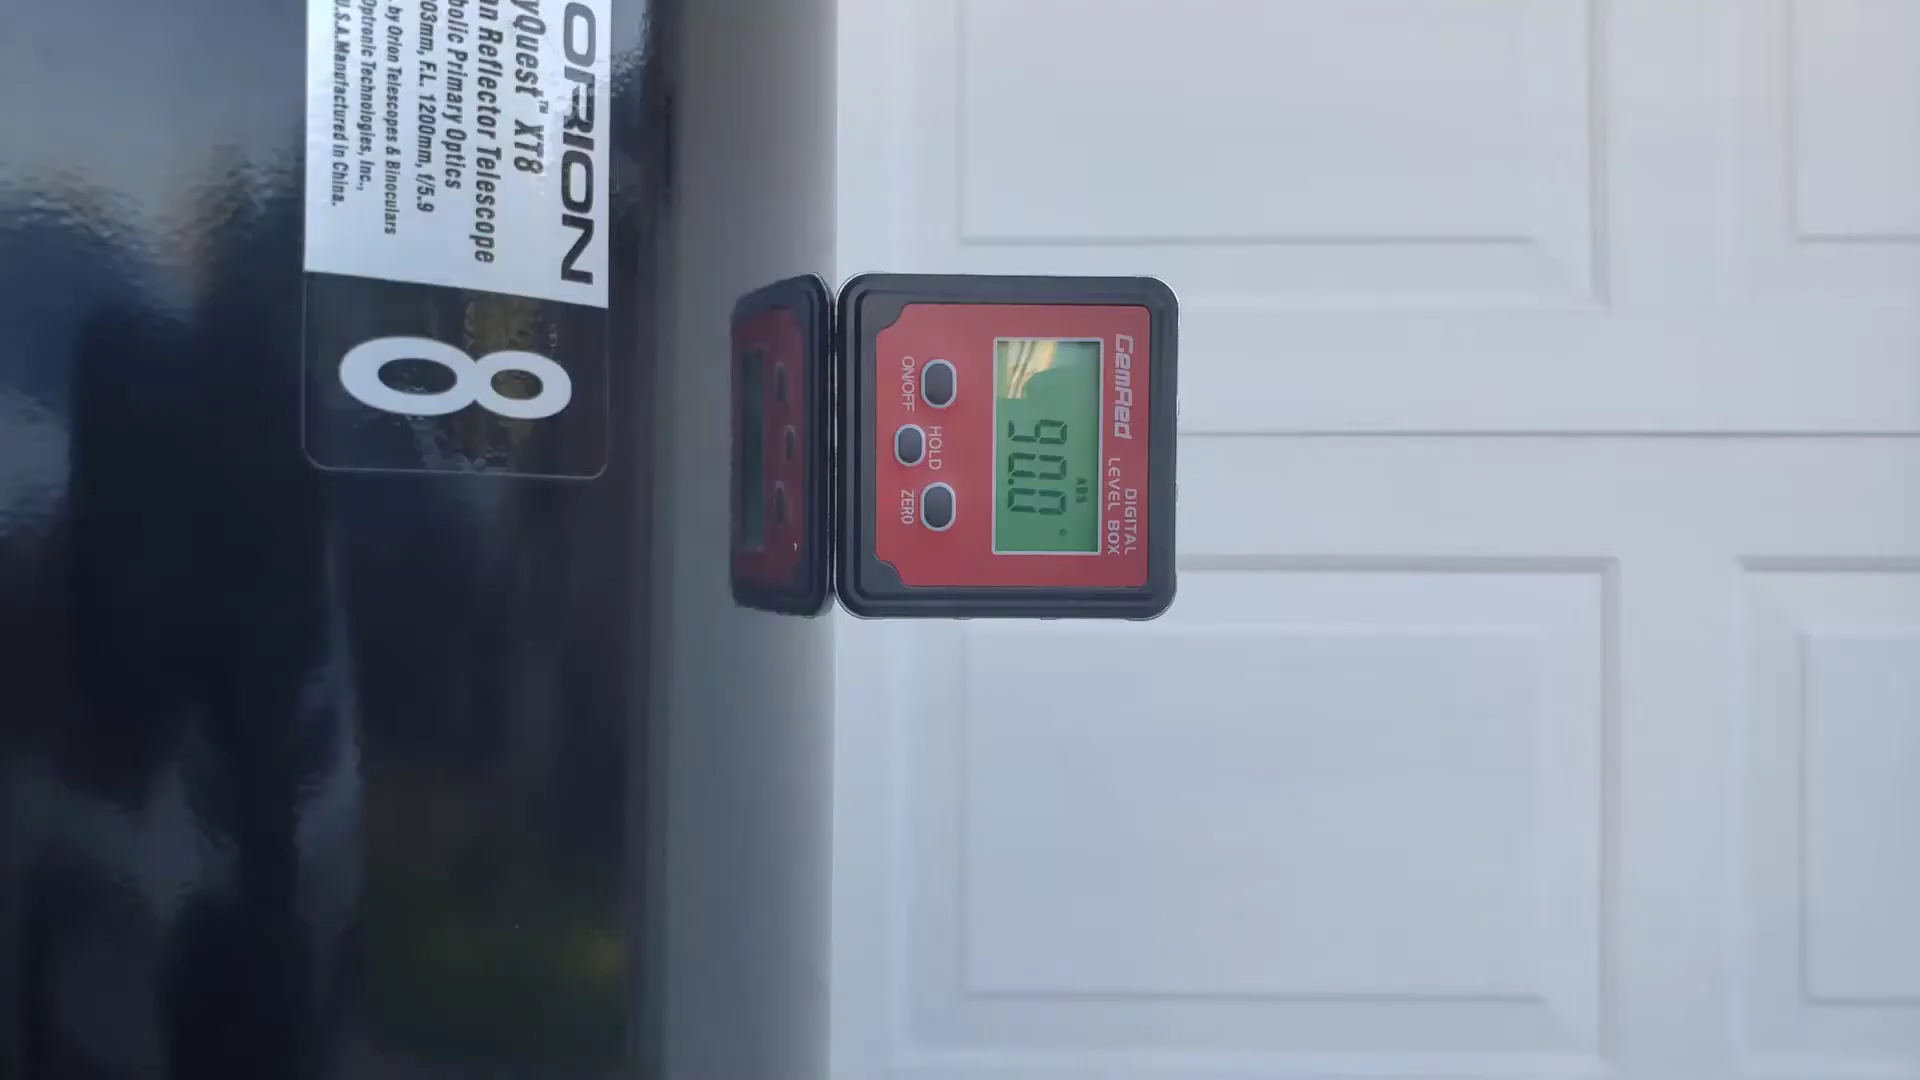 ORION
yQuest™ XT8
an Reflector Telescope
bolic Primary Optics
03mm, F.L. 1200mm, f/5.9
by Orion Telescopes & Binoculars
Optronic Technologies, Inc.,
U.S.A. Manufactured in China.
8
GemRed
DIGITAL
LEVEL BOX
ABS
90.0°
ON/OFF
HOLD
ZERO